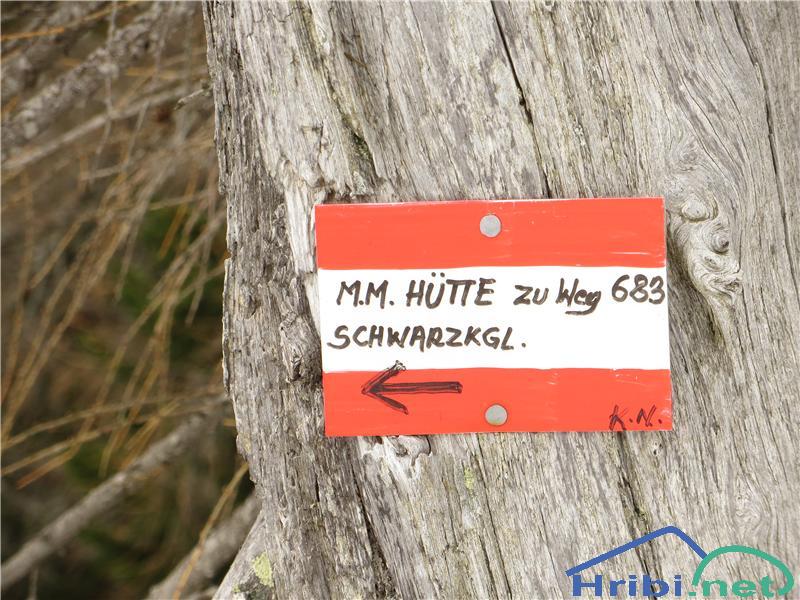 M.M. HÜTTE zu Weg 683
SCHWARZKGL.
K.N.
Hribi.net